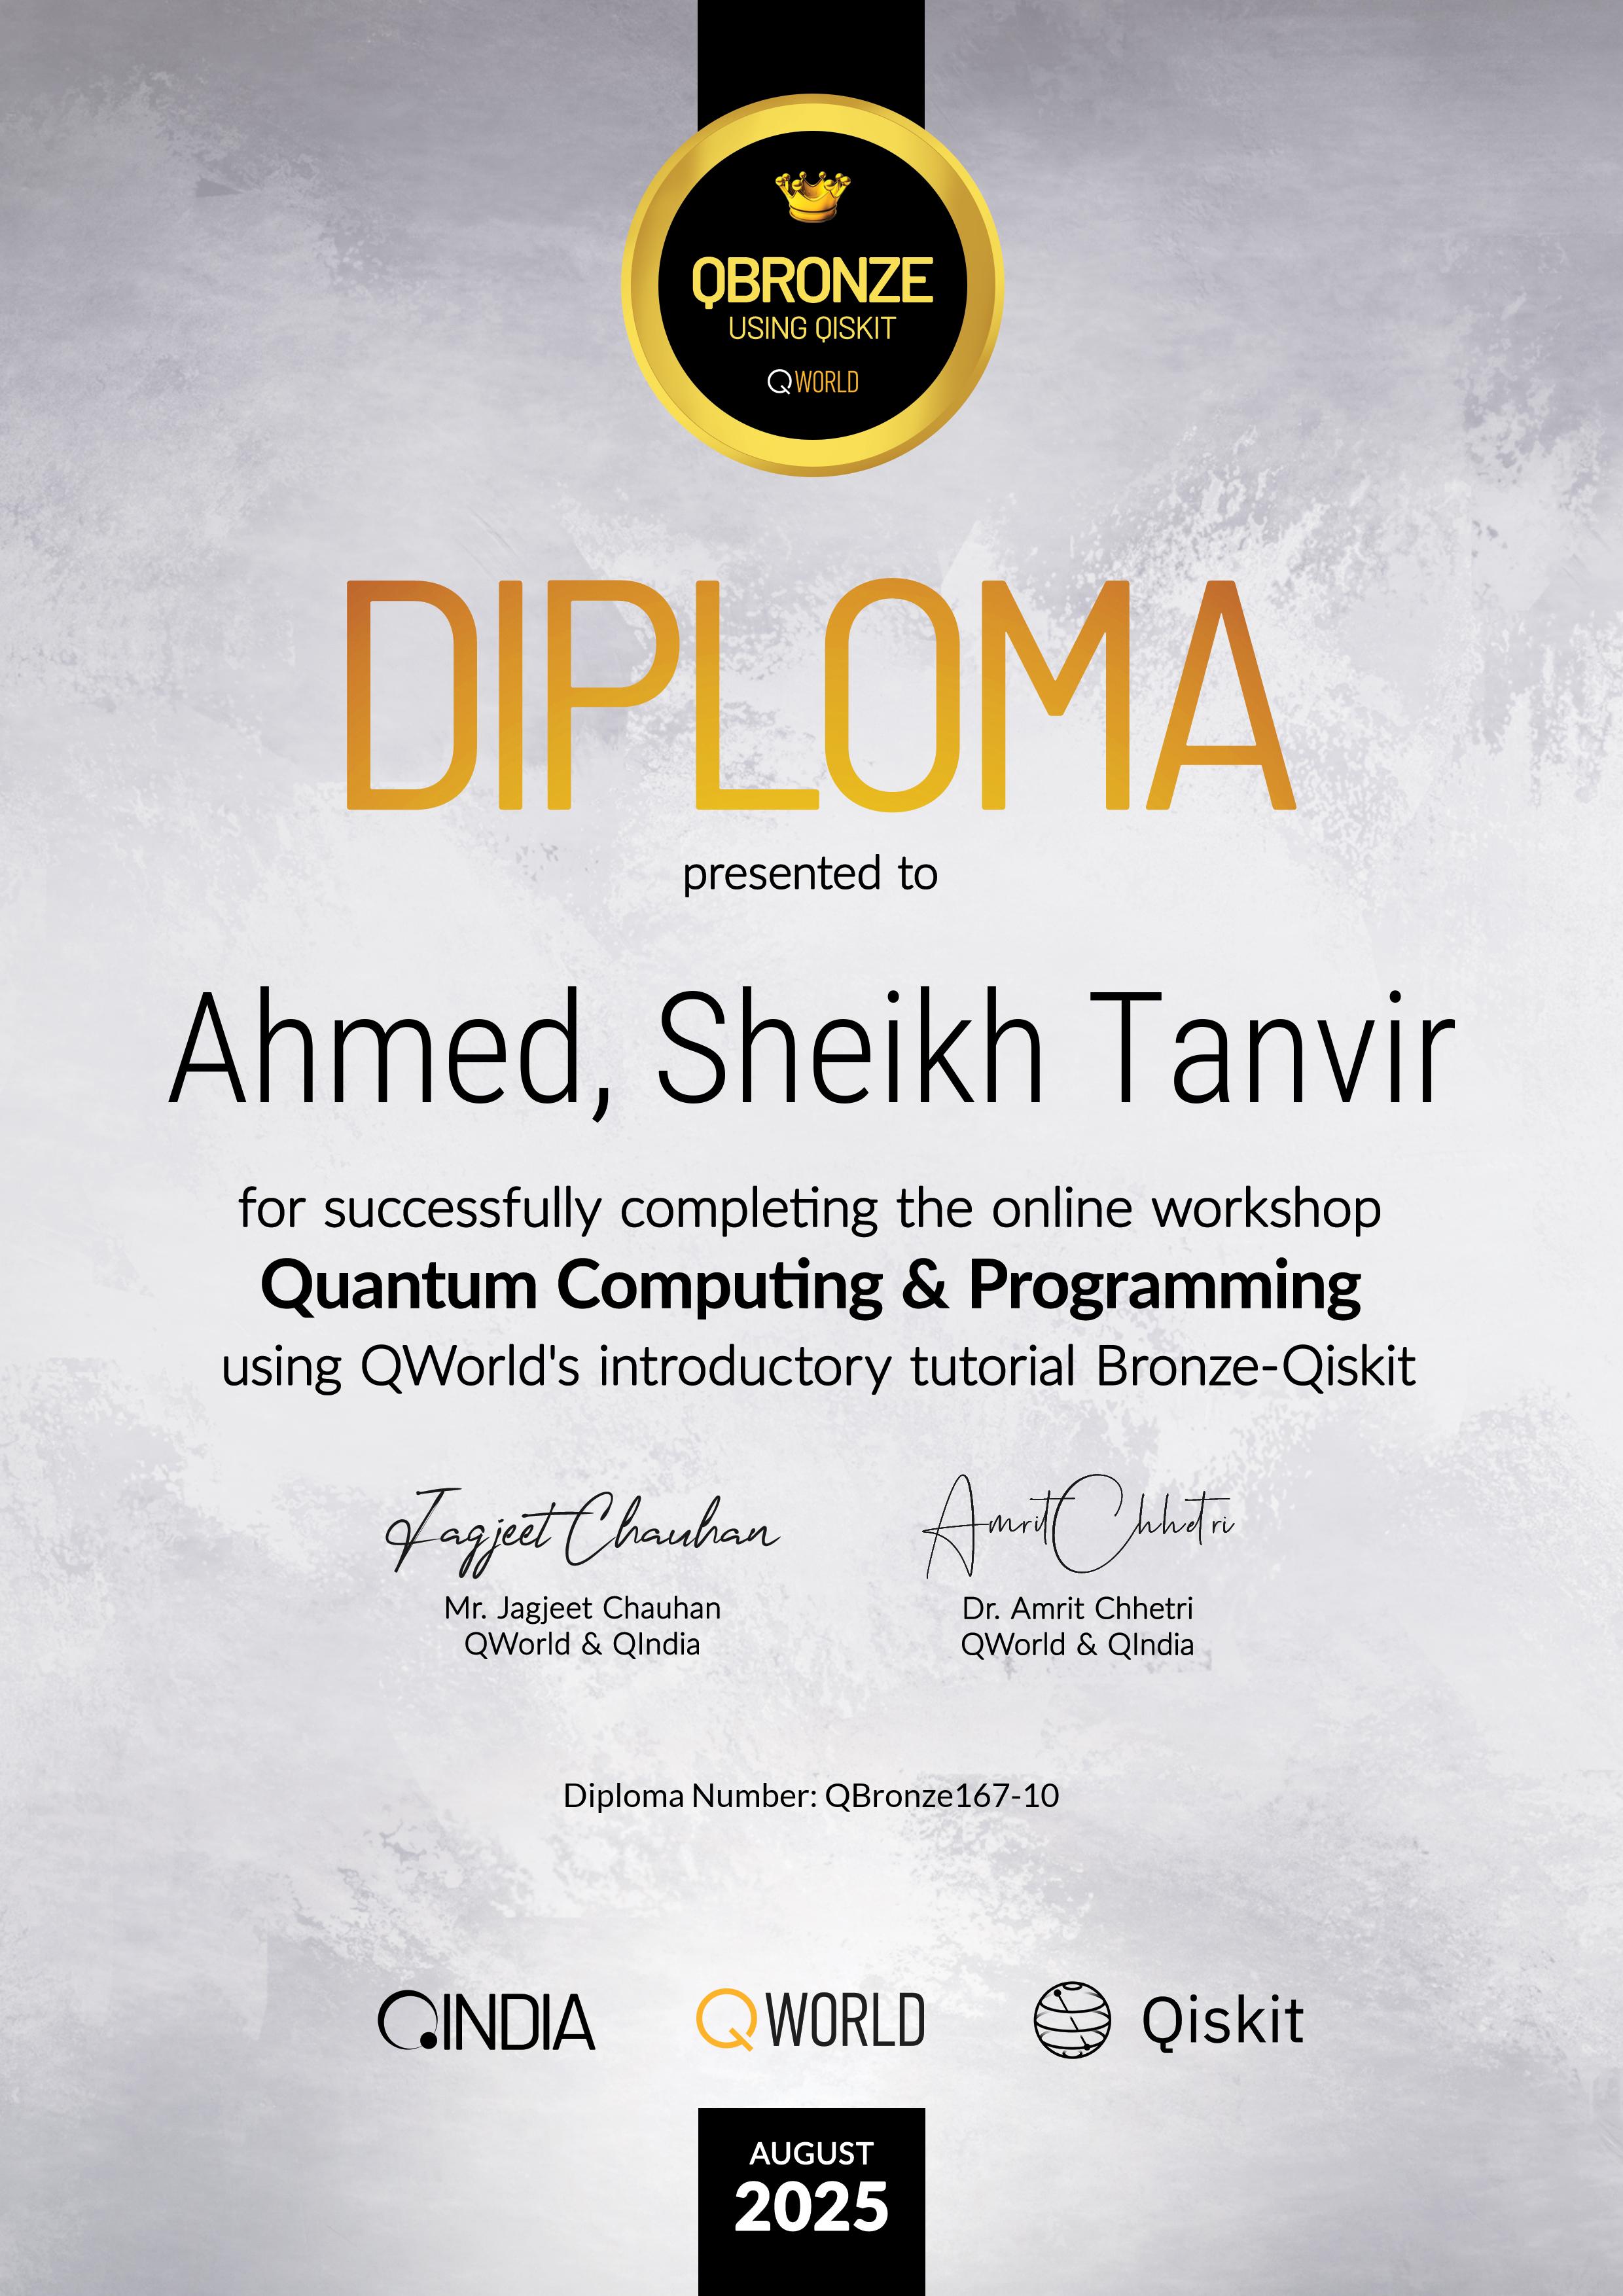 QBRONZE
USING QISKIT
QWORLD
DIPLOMA
presented to
Ahmed, Sheikh Tanvir
for successfully completing the online workshop
Quantum Computing & Programming
using QWorld's introductory tutorial Bronze-Qiskit
Jagjeet Chauhan
Amrit Chhetri
Mr. Jagjeet Chauhan
Dr. Amrit Chhetri
QWorld & QIndia
QWorld & QIndia
Diploma Number: QBronze167-10
QINDIA
QWORLD
Qiskit
AUGUST
2025